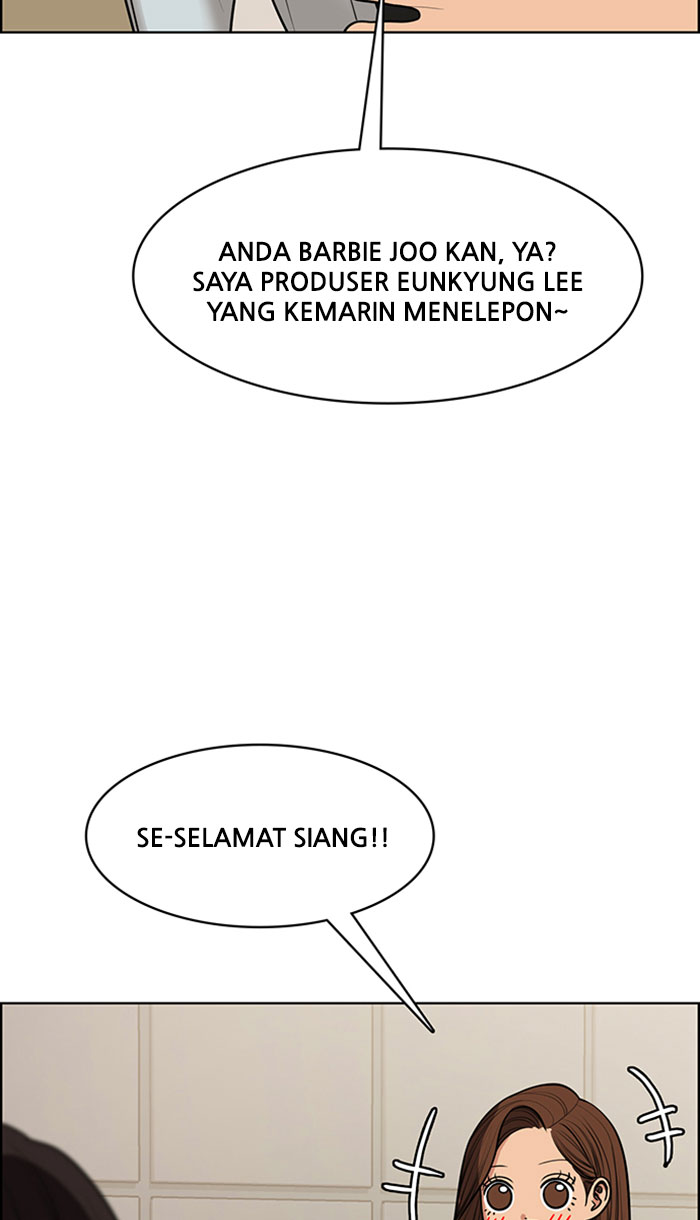 ANDA BARBIE JOO KAN, YA?
SAYA PRODUSER EUNKYUNG LEE
YANG KEMARIN MENELEPON~
SE-SELAMAT SIANG!!